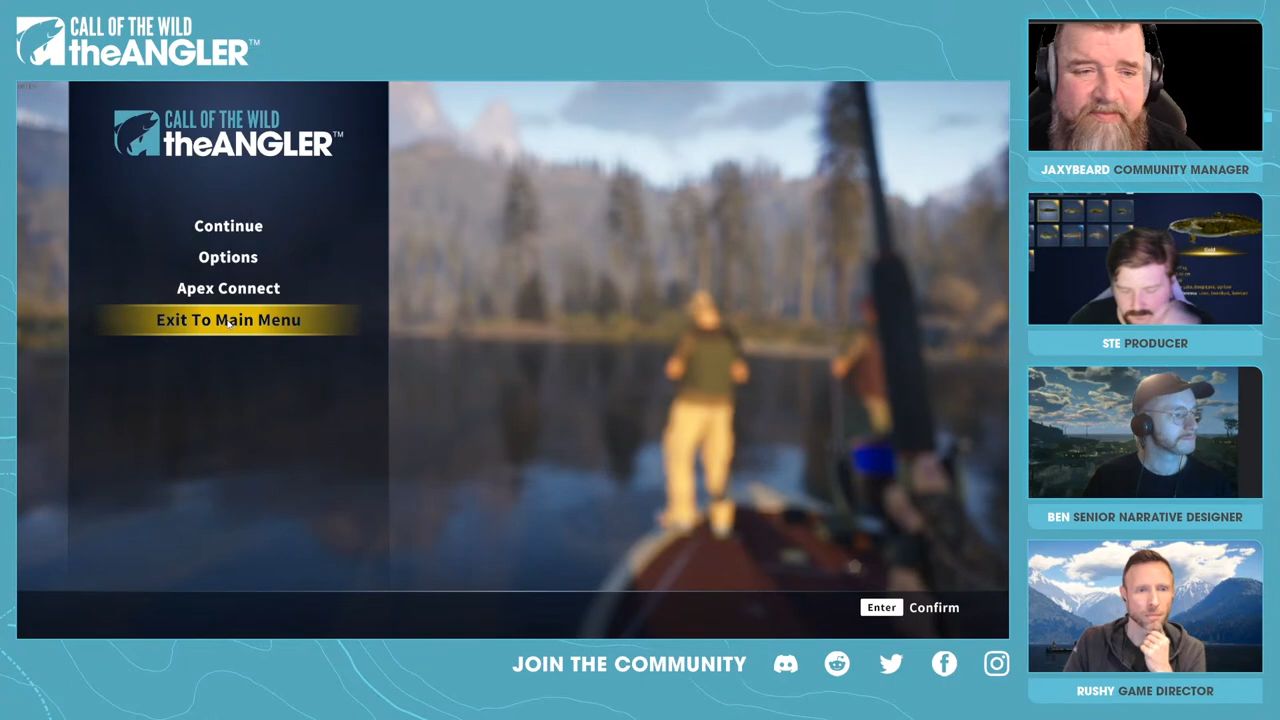 CALL OF THE WILD
theANGLER™
CALL OF THE WILD
theANGLER™
Continue
Options
Apex Connect
Exit To Main Menu
Enter Confirm
JOIN THE COMMUNITY
JAXYBEARD COMMUNITY MANAGER
STE PRODUCER
BEN SENIOR NARRATIVE DESIGNER
RUSHY GAME DIRECTOR